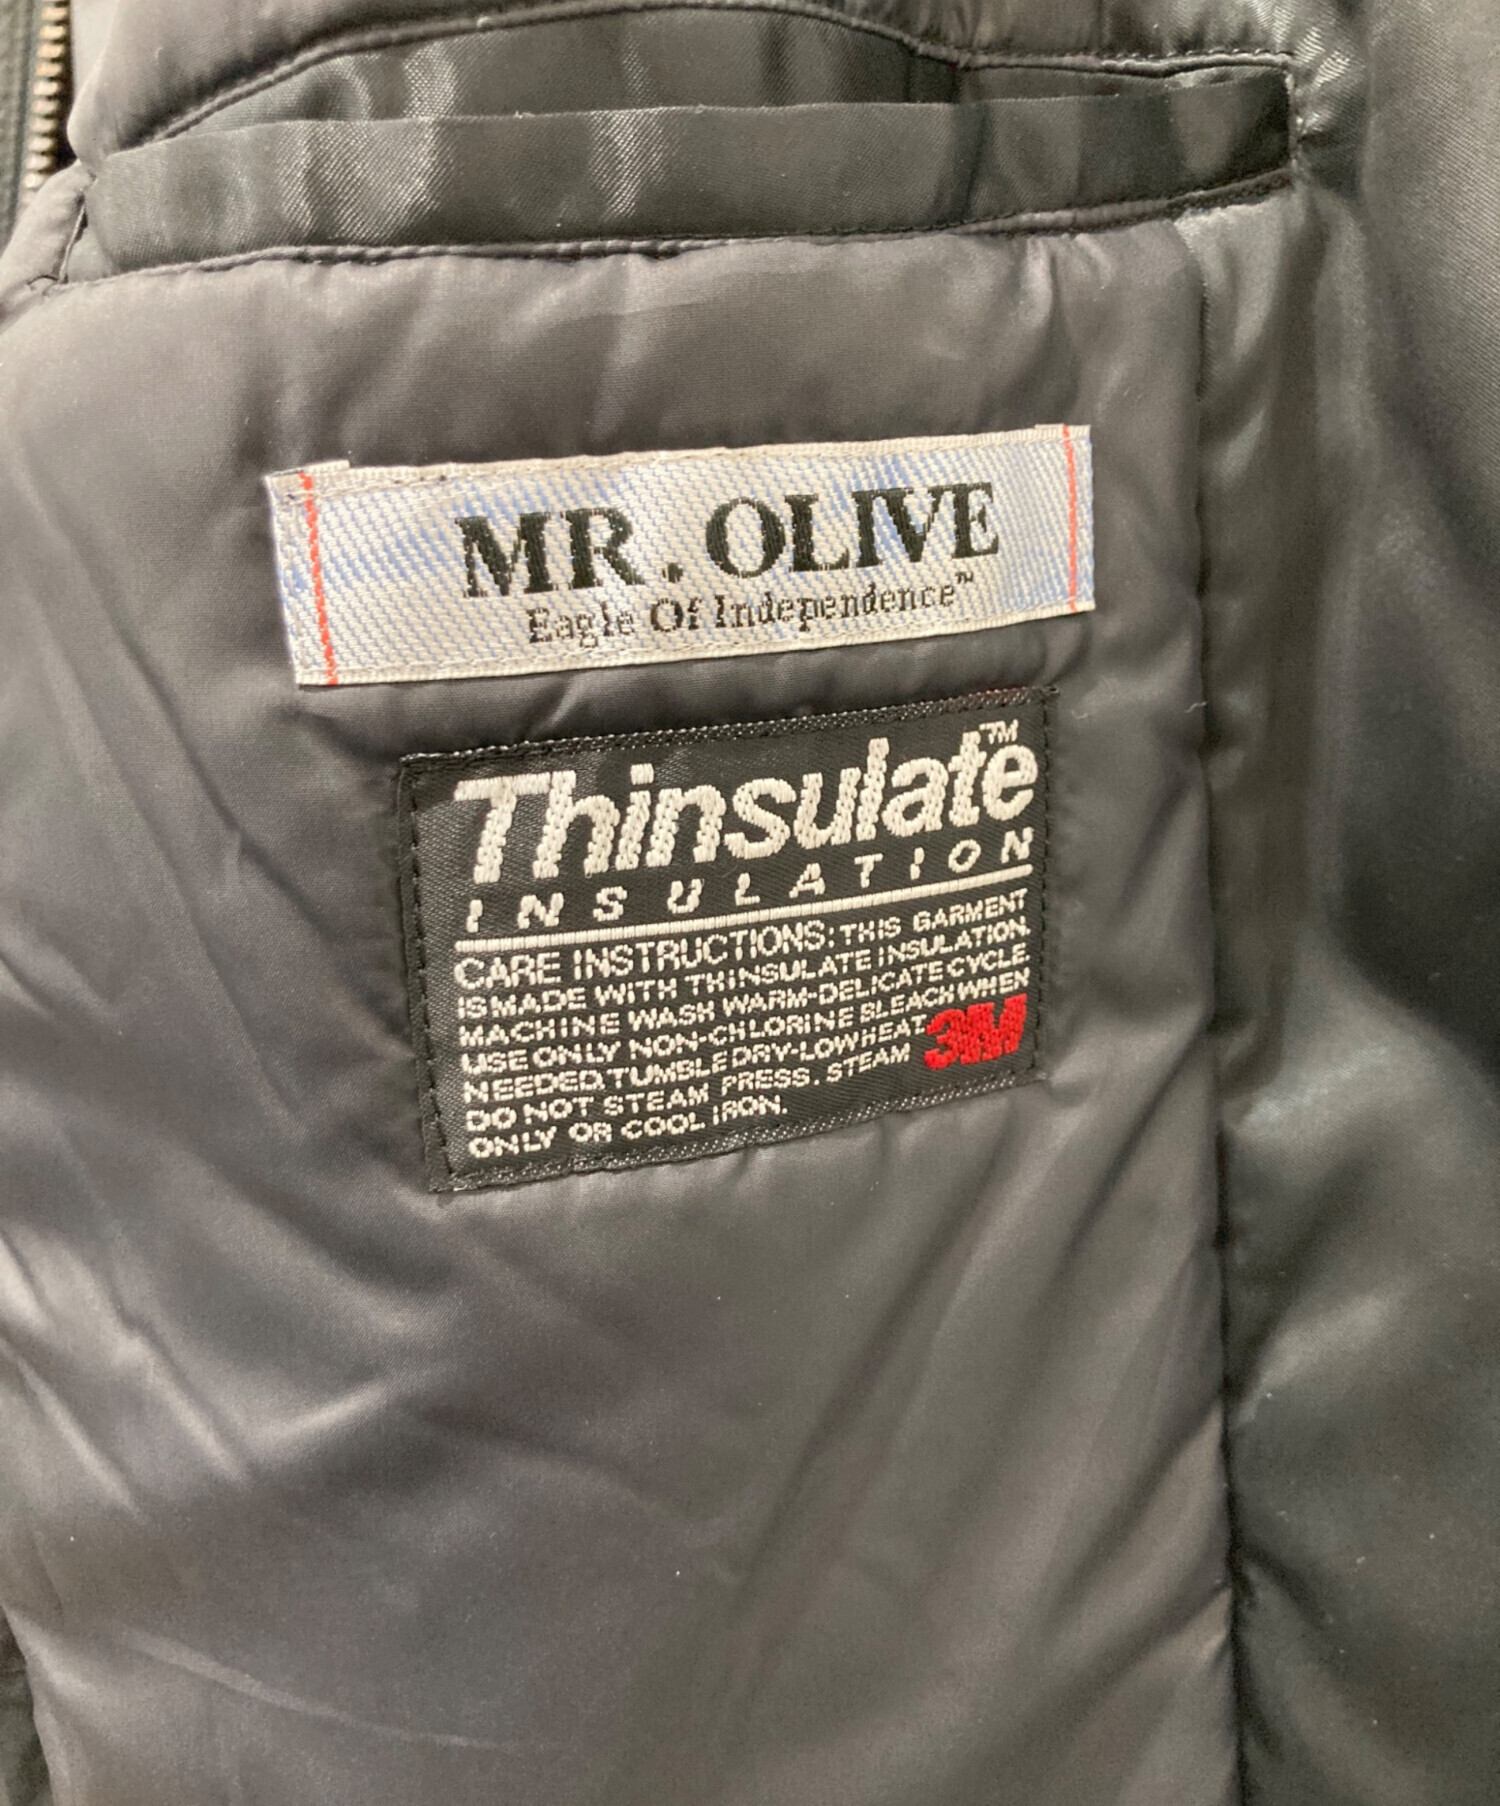 MR. OLIVE
Eagle Of Independence™
Thinsulate™
INSULATION
CARE INSTRUCTIONS: THIS GARMENT
IS MADE WITH THINSULATE INSULATION.
MACHINE WASH WARM-DELICATE CYCLE
USE ONLY NON-CHLORINE BLEACH WHEN
NEEDED. TUMBLE DRY-LOW HEAT.
DO NOT STEAM PRESS. STEAM
ONLY OR COOL IRON.
3M